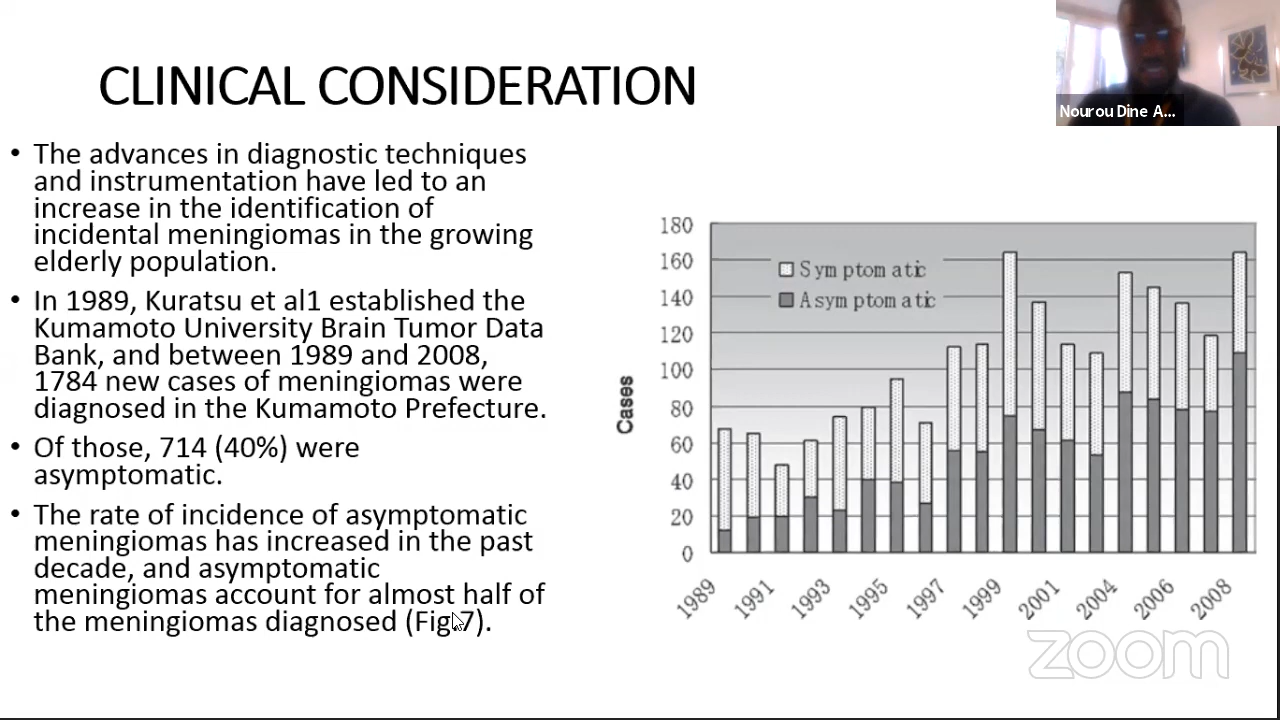 CLINICAL CONSIDERATION
Nourou Dine A...
• The advances in diagnostic techniques
and instrumentation have led to an
increase in the identification of
incidental meningiomas in the growing
elderly population.
• In 1989, Kuratsu et al1 established the
Kumamoto University Brain Tumor Data
Bank, and between 1989 and 2008,
1784 new cases of meningiomas were
diagnosed in the Kumamoto Prefecture.
• Of those, 714 (40%) were
asymptomatic.
• The rate of incidence of asymptomatic
meningiomas has increased in the past
decade, and asymptomatic
meningiomas account for almost half of
the meningiomas diagnosed (Fig.7).
Cases
180
160
140
120
100
80
60
40
20
0
Symptomatic
Asymptomatic
1989 1991 1993 1995 1997 1999 2001 2004 2006 2008
zoom